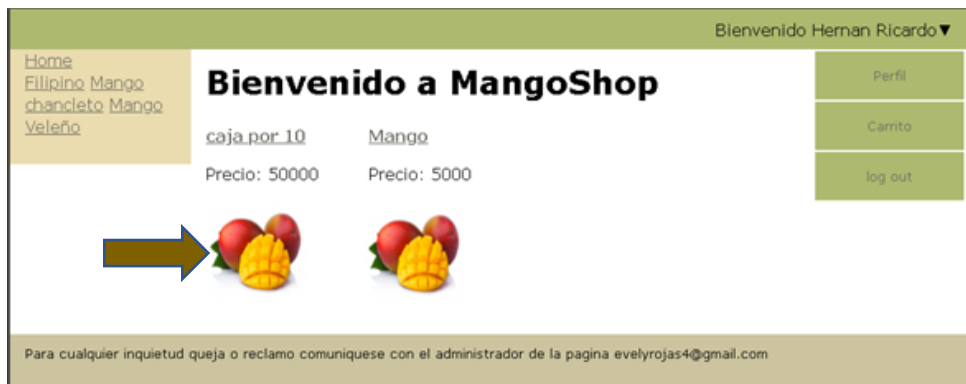 Bienvenido Hernan Ricardo▼
Home
Filipino Mango
chancleto Mango
Veleño
Bienvenido a MangoShop
caja por 10 Mango
Precio: 50000 Precio: 5000
Perfil
Carrito
log out
Para cualquier inquietud queja o reclamo comuniquese con el administrador de la pagina evelyrojas4@gmail.com